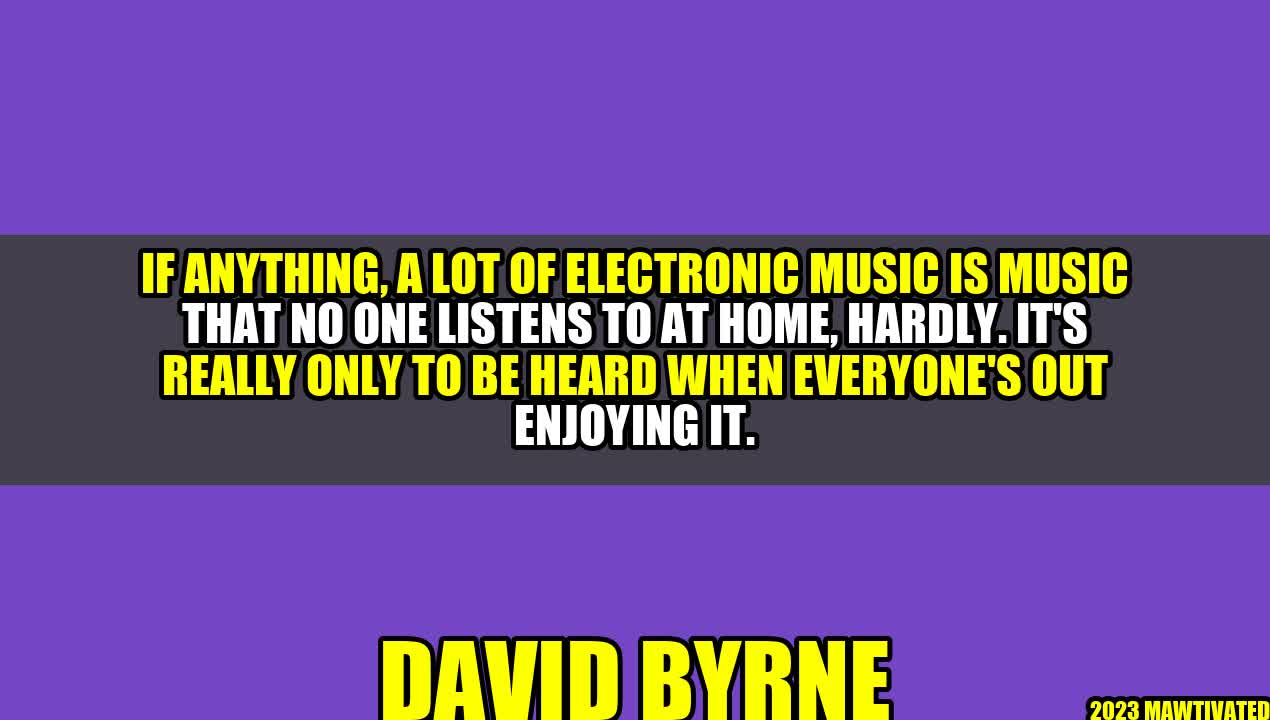 IF ANYTHING, A LOT OF ELECTRONIC MUSIC IS MUSIC
THAT NO ONE LISTENS TO AT HOME, HARDLY. IT'S
REALLY ONLY TO BE HEARD WHEN EVERYONE'S OUT
ENJOYING IT.
DAVID BYRNE
2023 MAWTIVATED